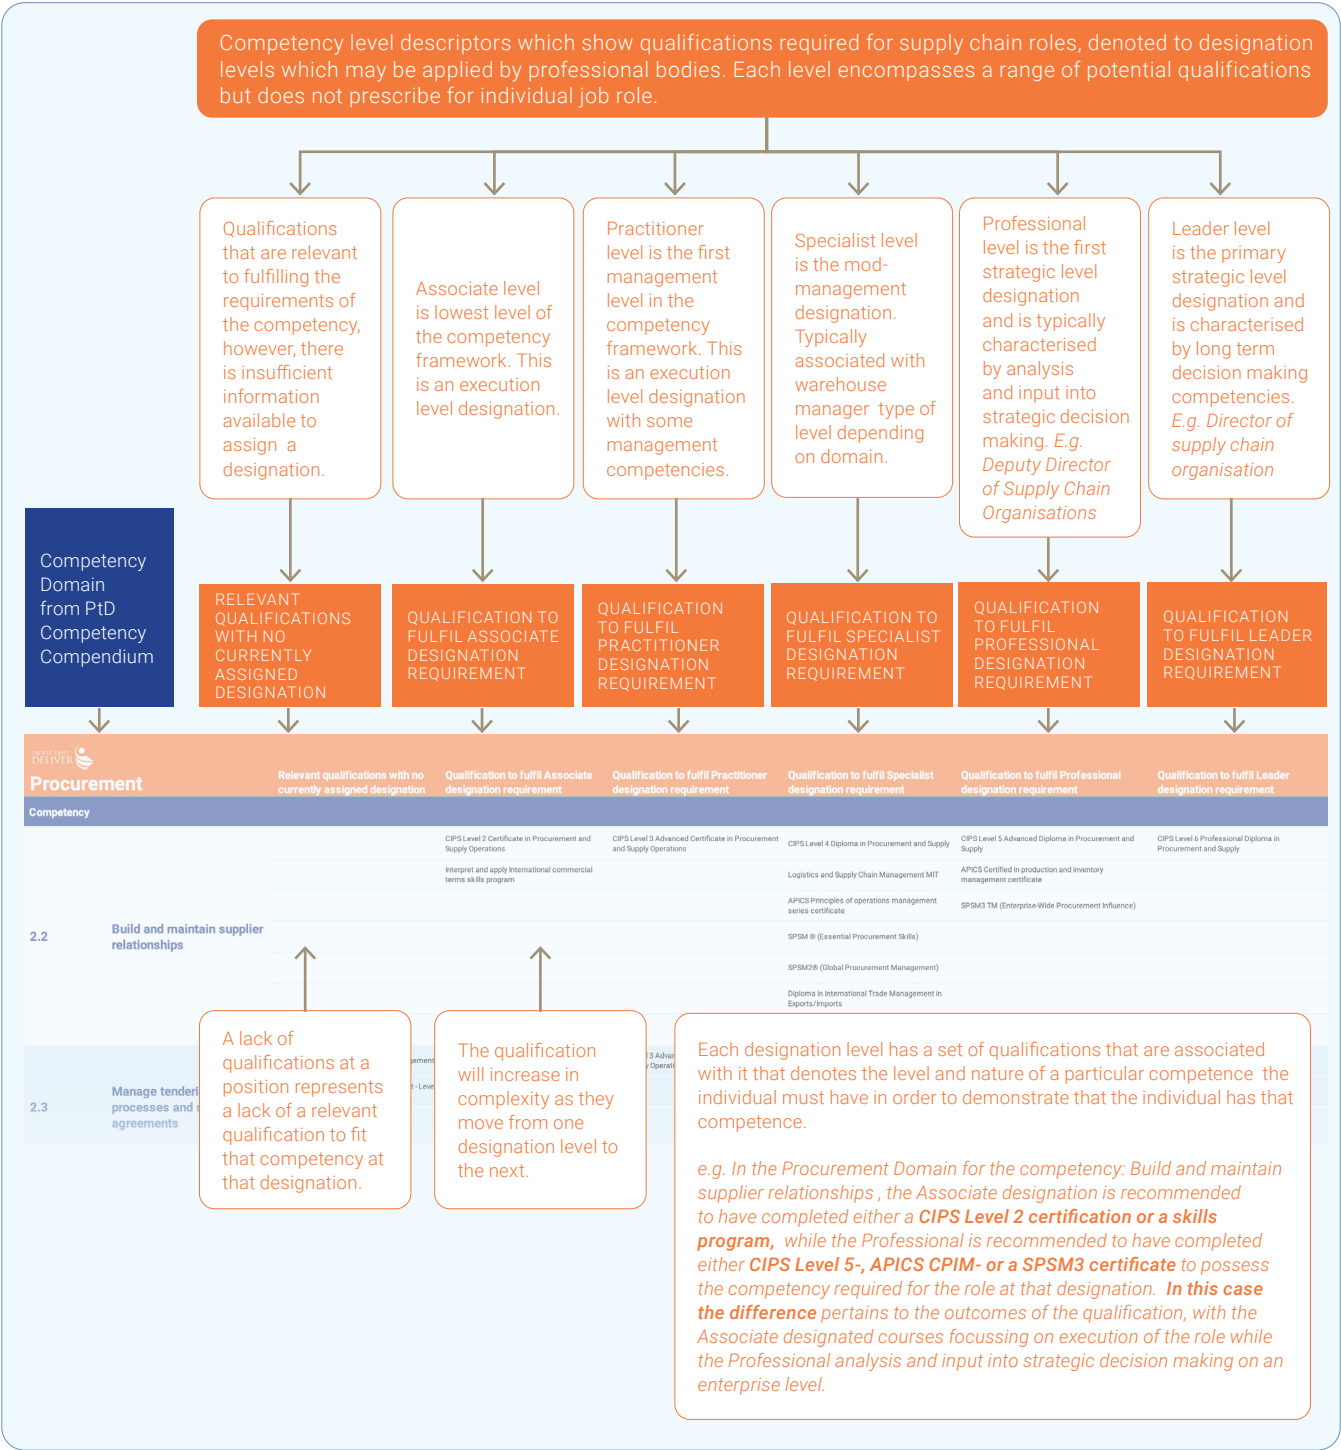 Competency level descriptors which show qualifications required for supply chain roles, denoted to designation
levels which may be applied by professional bodies. Each level encompasses a range of potential qualifications
but does not prescribe for individual job role.
Qualifications
that are relevant
to fulfilling the
requirements of
the competency,
however, there
is insufficient
information
available to
assign a
designation.
Associate level
is lowest level of
the competency
framework. This
is an execution
level designation.
Practitioner
level is the first
management
level in the
competency
framework. This
is an execution
level designation
with some
management
competencies.
Specialist level
is the mod-
management
designation.
Typically
associated with
warehouse
manager type of
level depending
on domain.
Professional
level is the first
strategic level
designation
and is typically
characterised
by analysis
and input into
strategic decision
making. E.g.
Deputy Director
of Supply Chain
Organisations
Leader level
is the primary
strategic level
designation and
is characterised
by long term
decision making
competencies.
E.g. Director of
supply chain
organisation
Competency
Domain
from PtD
Competency
Compendium
RELEVANT
QUALIFICATIONS
WITH NO
CURRENTLY
ASSIGNED
DESIGNATION
QUALIFICATION TO
FULFIL ASSOCIATE
DESIGNATION
REQUIREMENT
QUALIFICATION
TO FULFIL
PRACTITIONER
DESIGNATION
REQUIREMENT
QUALIFICATION TO
FULFIL SPECIALIST
DESIGNATION
REQUIREMENT
QUALIFICATION
TO FULFIL
PROFESSIONAL
DESIGNATION
REQUIREMENT
QUALIFICATION
TO FULFIL LEADER
DESIGNATION
REQUIREMENT
PEOPLE THAT
DELIVER
Procurement
Relevant qualifications with no
currently assigned designation
Qualification to fulfil Associate
designation requirement
Qualification to fulfil Practitioner
designation requirement
Qualification to fulfil Specialist
designation requirement
Qualification to fulfil Professional
designation requirement
Qualification to fulfil Leader
designation requirement
Competency
2.2
Build and maintain supplier
relationships
CIPS Level 2 Certificate in Procurement and
Supply Operations
CIPS Level 3 Advanced Certificate in Procurement
and Supply Operations
CIPS Level 4 Diploma in Procurement and Supply
CIPS Level 5 Advanced Diploma in Procurement and
Supply
CIPS Level 6 Professional Diploma in
Procurement and Supply
Interpret and apply International commercial
terms skills program
Logistics and Supply Chain Management MIT
APICS Certified in production and inventory
management certificate
APICS Principles of operations management
series certificate
SPSM3 TM (Enterprise-Wide Procurement Influence)
SPSM ® (Essential Procurement Skills)
SPSM2® (Global Procurement Management)
Diploma in International Trade Management in
Exports/Imports
2.3
Manage tenderi
processes and s
agreements
gement
t - Leve
3 Advan
y Operati
A lack of
qualifications at a
position represents
a lack of a relevant
qualification to fit
that competency at
that designation.
The qualification
will increase in
complexity as they
move from one
designation level to
the next.
Each designation level has a set of qualifications that are associated
with it that denotes the level and nature of a particular competence the
individual must have in order to demonstrate that the individual has that
competence.
e.g. In the Procurement Domain for the competency: Build and maintain
supplier relationships , the Associate designation is recommended
to have completed either a CIPS Level 2 certification or a skills
program, while the Professional is recommended to have completed
either CIPS Level 5-, APICS CPIM- or a SPSM3 certificate to possess
the competency required for the role at that designation. In this case
the difference pertains to the outcomes of the qualification, with the
Associate designated courses focussing on execution of the role while
the Professional analysis and input into strategic decision making on an
enterprise level.